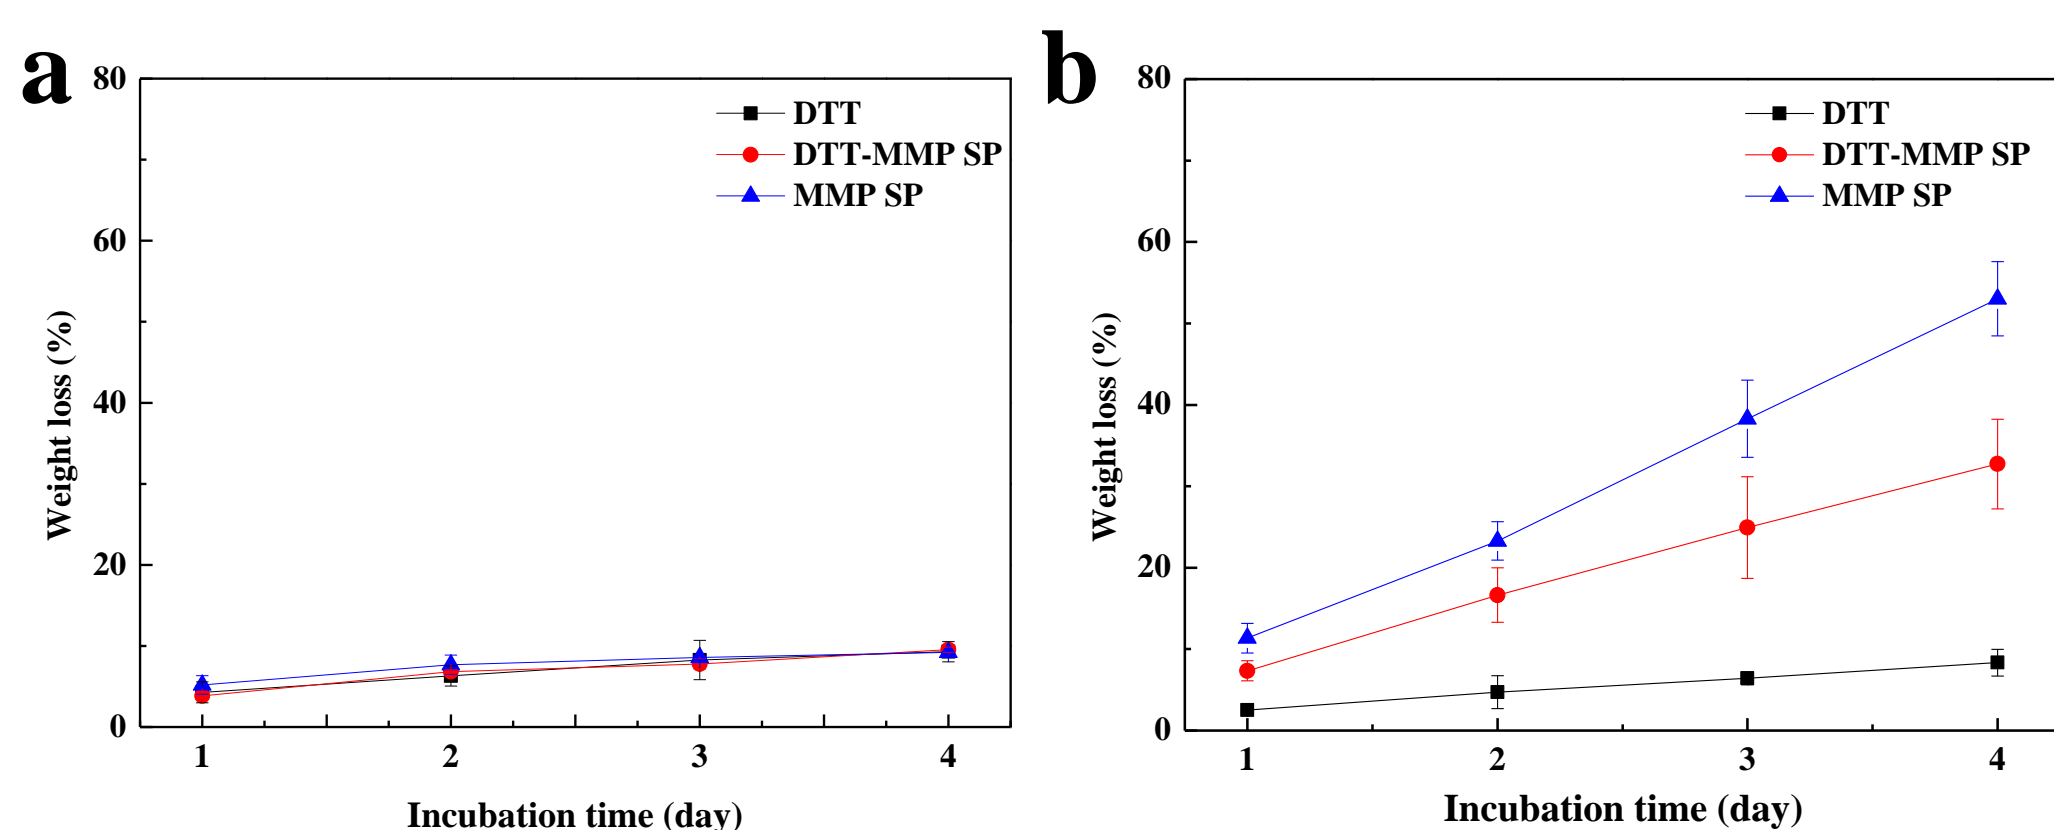 a
80
60
40
20
0
Weight loss (%)
DTT
DTT-MMP SP
MMP SP
1 2 3 4
Incubation time (day)
b
80
60
40
20
0
Weight loss (%)
DTT
DTT-MMP SP
MMP SP
1 2 3 4
Incubation time (day)